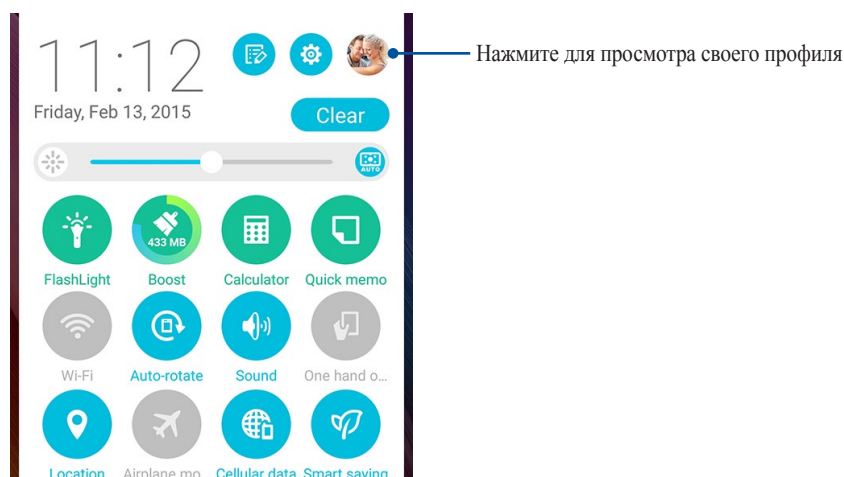 11:12
Нажмите для просмотра своего профиля
Friday, Feb 13, 2015
Clear
AUTO
433 MB
FlashLight Boost Calculator Quick memo
Wi-Fi Auto-rotate Sound One hand o...
Location Airplane mo... Cellular data Smart saving